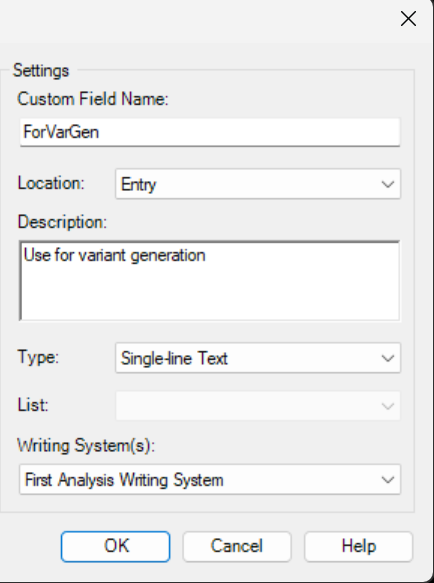 Settings
Custom Field Name:
ForVarGen
Location: Entry
Description:
Use for variant generation
Type: Single-line Text
List:
Writing System(s):
First Analysis Writing System
OK Cancel Help